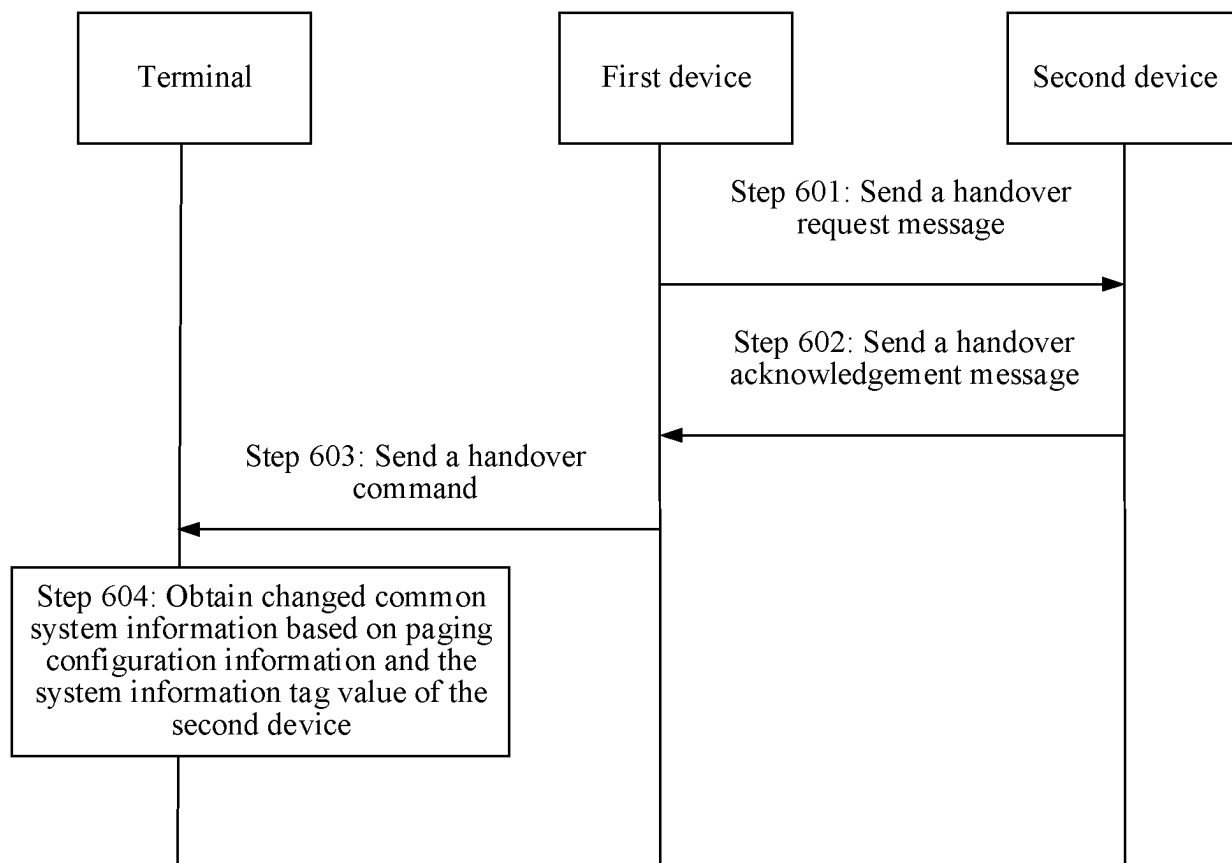 Terminal
First device
Second device
Step 601: Send a handover
request message
Step 602: Send a handover
acknowledgement message
Step 603: Send a handover
command
Step 604: Obtain changed common
system information based on paging
configuration information and the
system information tag value of the
second device